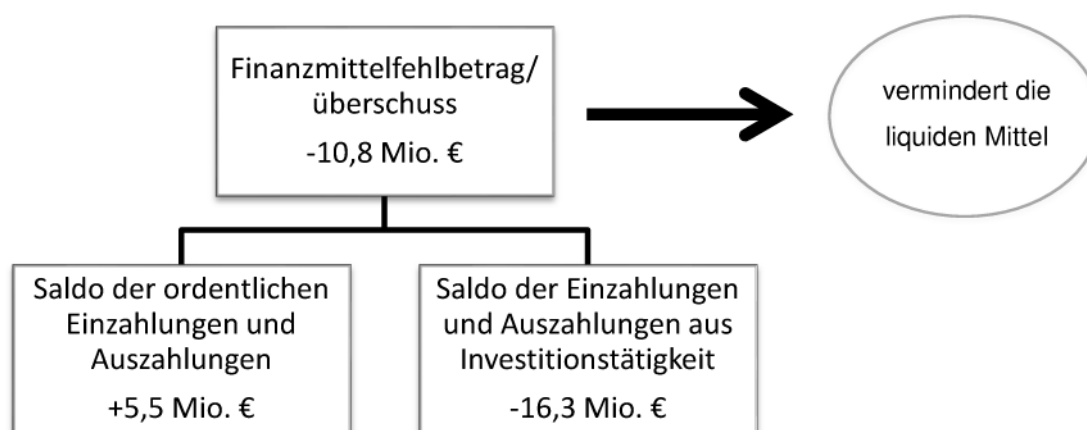 Finanzmittelfehlbetrag/
überschuss
-10,8 Mio. €
vermindert die
liquiden Mittel
Saldo der ordentlichen
Einzahlungen und
Auszahlungen
+5,5 Mio. €
Saldo der Einzahlungen
und Auszahlungen aus
Investitionstätigkeit
-16,3 Mio. €